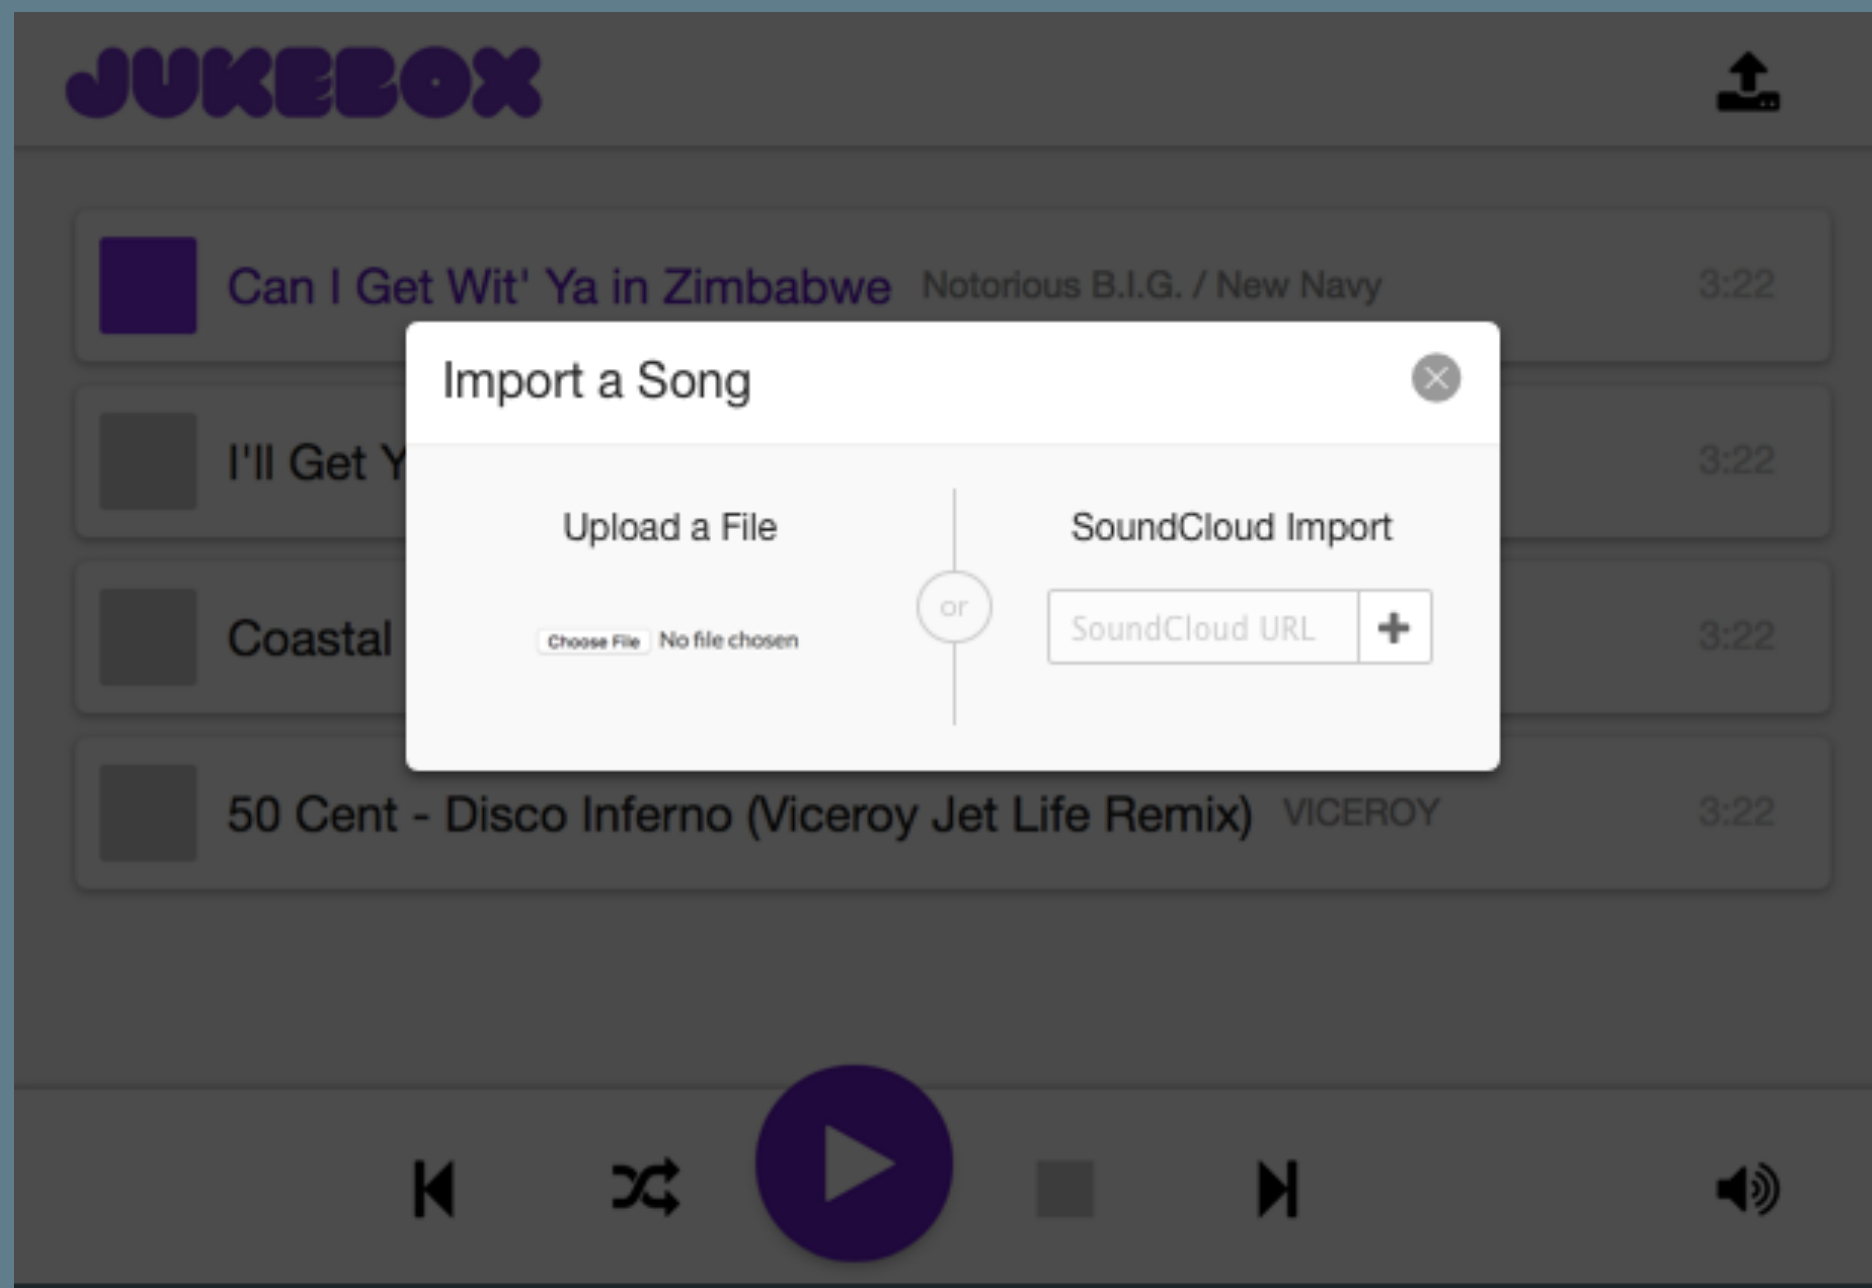 JUKEBOX
Can I Get Wit' Ya in Zimbabwe Notorious B.I.G. / New Navy 3:22
Import a Song
I'll Get 3:22
Upload a File
SoundCloud Import
or
Choose File No file chosen
SoundCloud URL
Coastal 3:22
50 Cent - Disco Inferno (Viceroy Jet Life Remix) VICEROY 3:22